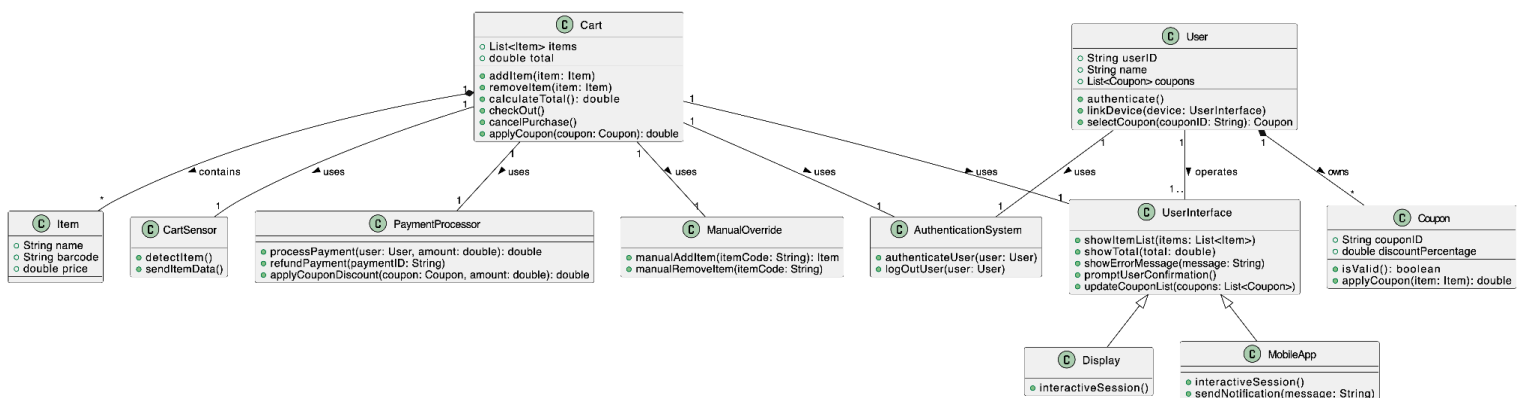 C Cart
List<Item> items
double total
addItem(item: Item)
removeItem(item: Item)
calculateTotal(): double
checkOut()
cancelPurchase()
applyCoupon(coupon: Coupon): double
C User
String userID
String name
List<Coupon> coupons
authenticate()
linkDevice(device: UserInterface)
selectCoupon(couponID: String): Coupon
1
1
1
1
1
1
1
1
1
contains
uses
uses
uses
uses
uses
uses
operates
owns
*
1
1
1
1
1
1
1..
*
C Item
String name
String barcode
double price
C CartSensor
detectItem()
sendItemData()
C PaymentProcessor
processPayment(user: User, amount: double): double
refundPayment(paymentID: String)
applyCouponDiscount(coupon: Coupon, amount: double): double
C ManualOverride
manualAddItem(itemCode: String): Item
manualRemoveItem(itemCode: String)
C AuthenticationSystem
authenticateUser(user: User)
logOutUser(user: User)
C UserInterface
showItemList(items: List<Item>)
showTotal(total: double)
showErrorMessage(message: String)
promptUserConfirmation()
updateCouponList(coupons: List<Coupon>)
C Coupon
String couponID
double discountPercentage
isValid(): boolean
applyCoupon(item: Item): double
C Display
interactiveSession()
C MobileApp
interactiveSession()
sendNotification(message: String)